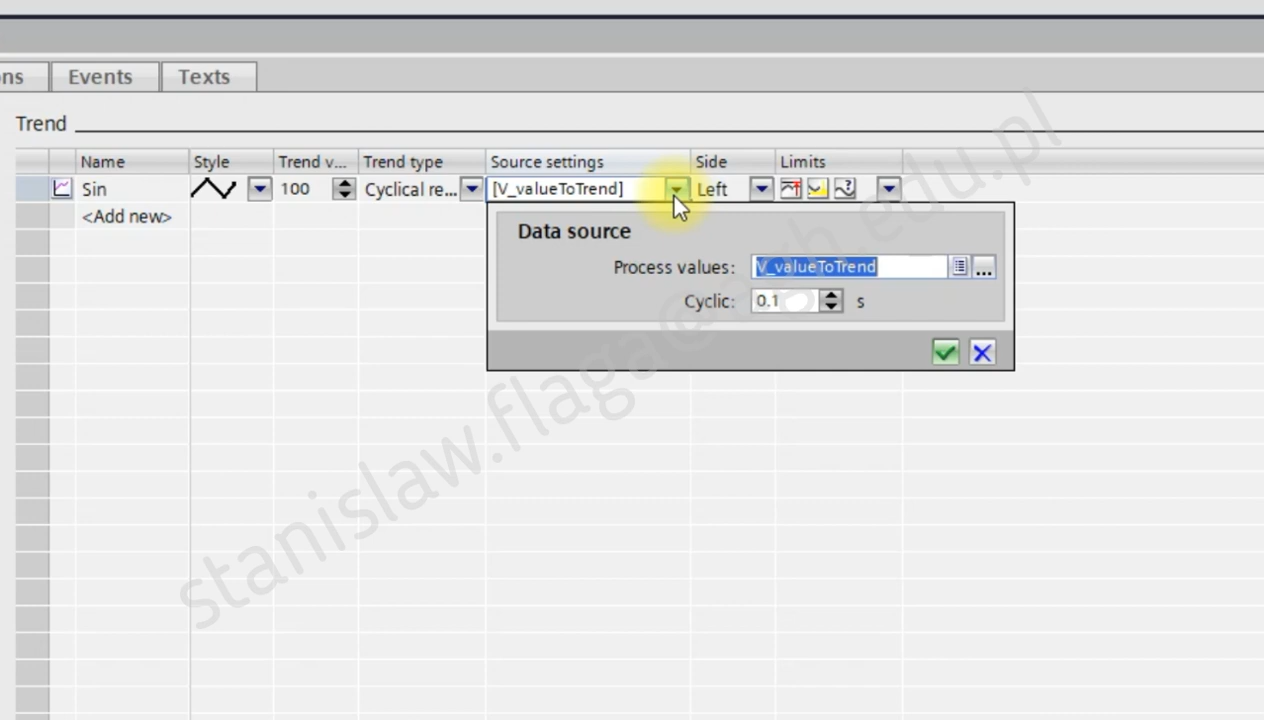 ns Events Texts
Trend
Name Style Trend v... Trend type Source settings Side Limits
Sin 100 Cyclical re... [V_valueToTrend] Left
<Add new>
Data source
Process values: V_valueToTrend ...
Cyclic: 0.1 s
stanislaw.flaga@agh.edu.pl